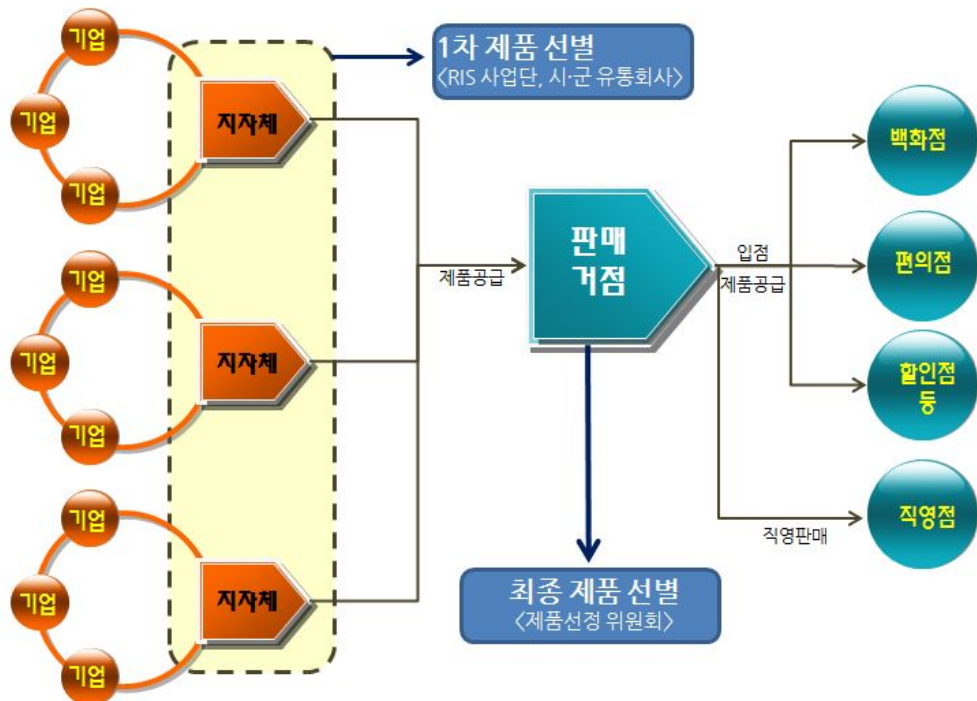 기업
기업
기업
지자체
기업
기업
기업
지자체
기업
기업
기업
지자체
1차 제품 선별
<RIS 사업단, 시·군 유통회사>
제품공급
판매
거점
최종 제품 선별
<제품선정 위원회>
입점
제품공급
직영판매
백화점
편의점
할인점
등
직영점